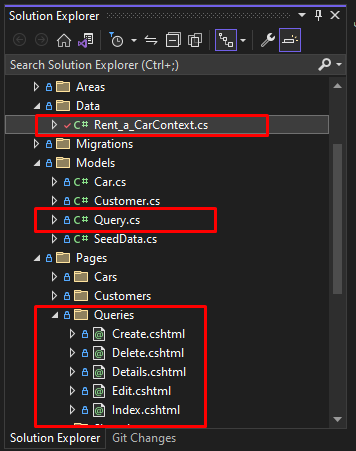 Solution Explorer
Search Solution Explorer (Ctrl+;)
Areas
Data
C# Rent_a_CarContext.cs
Migrations
Models
C# Car.cs
C# Customer.cs
C# Query.cs
C# SeedData.cs
Pages
Cars
Customers
Queries
@ Create.cshtml
@ Delete.cshtml
@ Details.cshtml
@ Edit.cshtml
@ Index.cshtml
Solution Explorer Git Changes